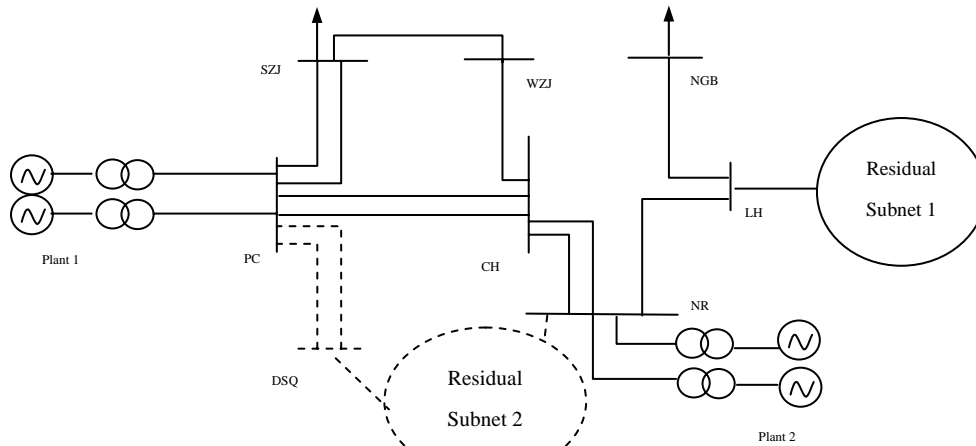 SZJ
WZJ
NGB
Residual
Subnet 1
LH
Plant 1
PC
CH
NR
DSQ
Residual
Subnet 2
Plant 2